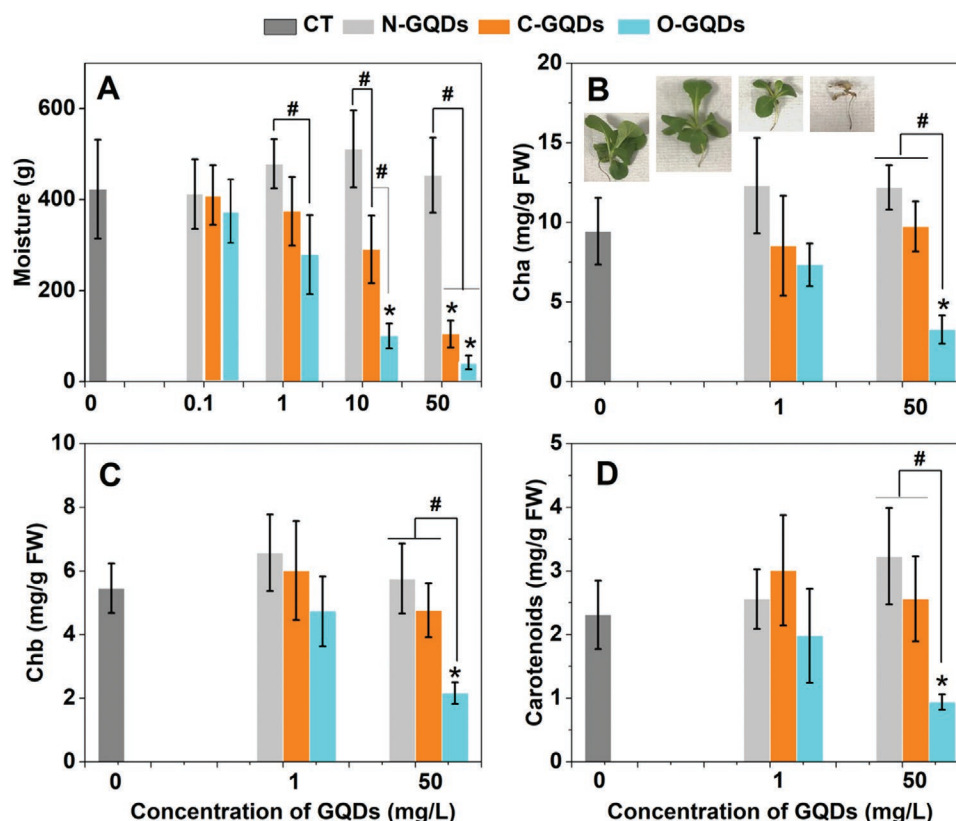 CT N-GQDs C-GQDs O-GQDs
A
Moisture (g)
600
400
200
0
# # # # * * *
0 0.1 1 10 50
B
Cha (mg/g FW)
20
15
10
5
0
# *
0 1 50
C
Chb (mg/g FW)
10
8
6
4
2
0
# *
0 1 50
Concentration of GQDs (mg/L)
D
Carotenoids (mg/g FW)
5
4
3
2
1
0
# *
0 1 50
Concentration of GQDs (mg/L)